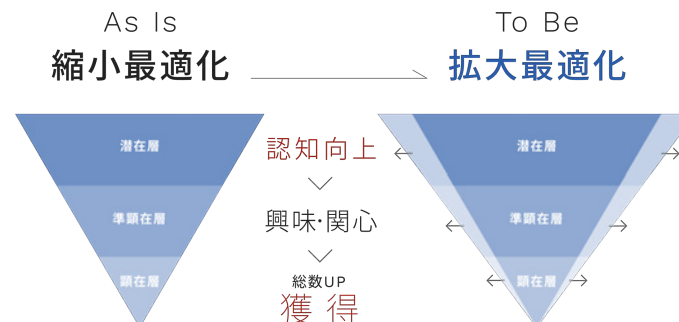 As Is
縮小最適化
To Be
拡大最適化
潜在層
準顕在層
顕在層
認知向上
興味・関心
総数UP
獲得
潜在層
準顕在層
顕在層